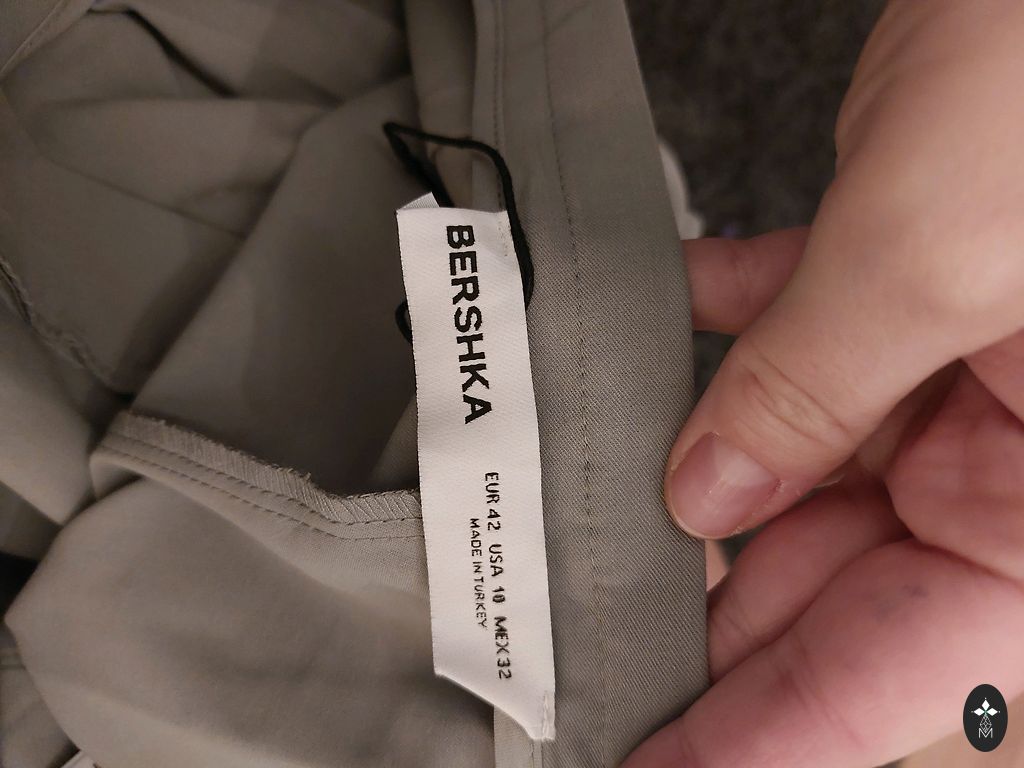 BERSHKA
EUR 42 USA 10 MEX 32
MADE IN TURKEY
M